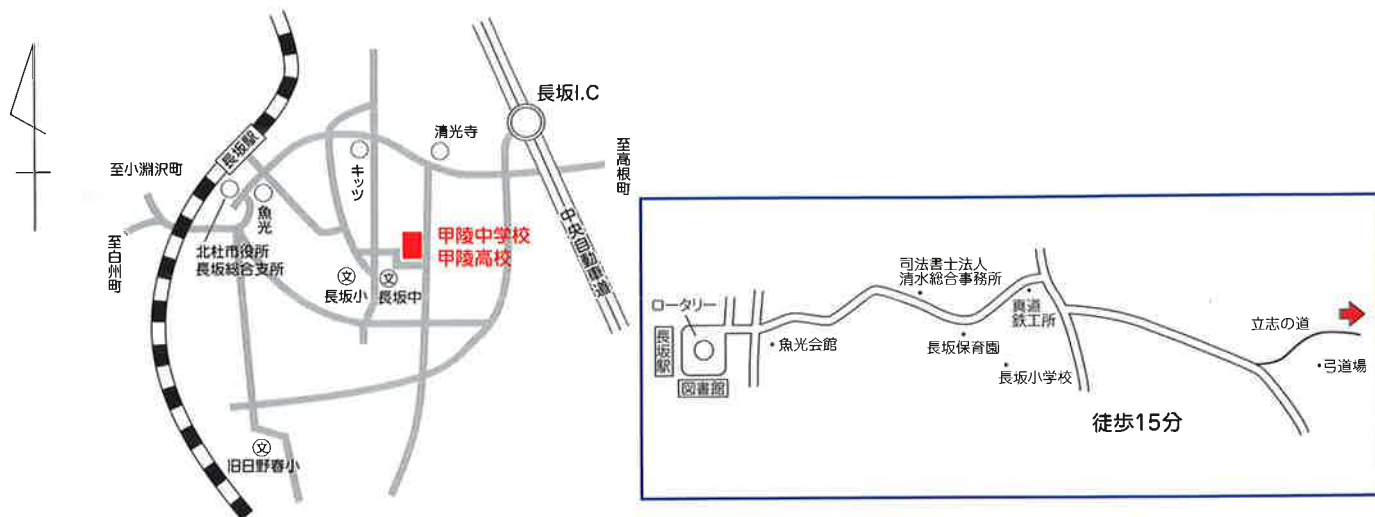 長坂I.C
清光寺
長坂駅
キッツ
至高根町
至小淵沢町
魚光
中央自動車道
甲陵中学校
甲陵高校
至白州町
北杜市役所
長坂総合支所
文
長坂小
文
長坂中
文
旧日野春小
司法書士法人
清水総合事務所
ロータリー
真道
鉄工所
立志の道
長坂駅
魚光会館
長坂保育園
弓道場
長坂小学校
図書館
徒歩15分